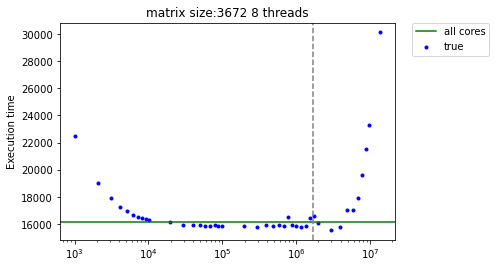 matrix size:3672 8 threads
30000
28000
26000
24000
22000
20000
18000
16000
Execution time
10³ 10⁴ 10⁵ 10⁶ 10⁷
all cores
true